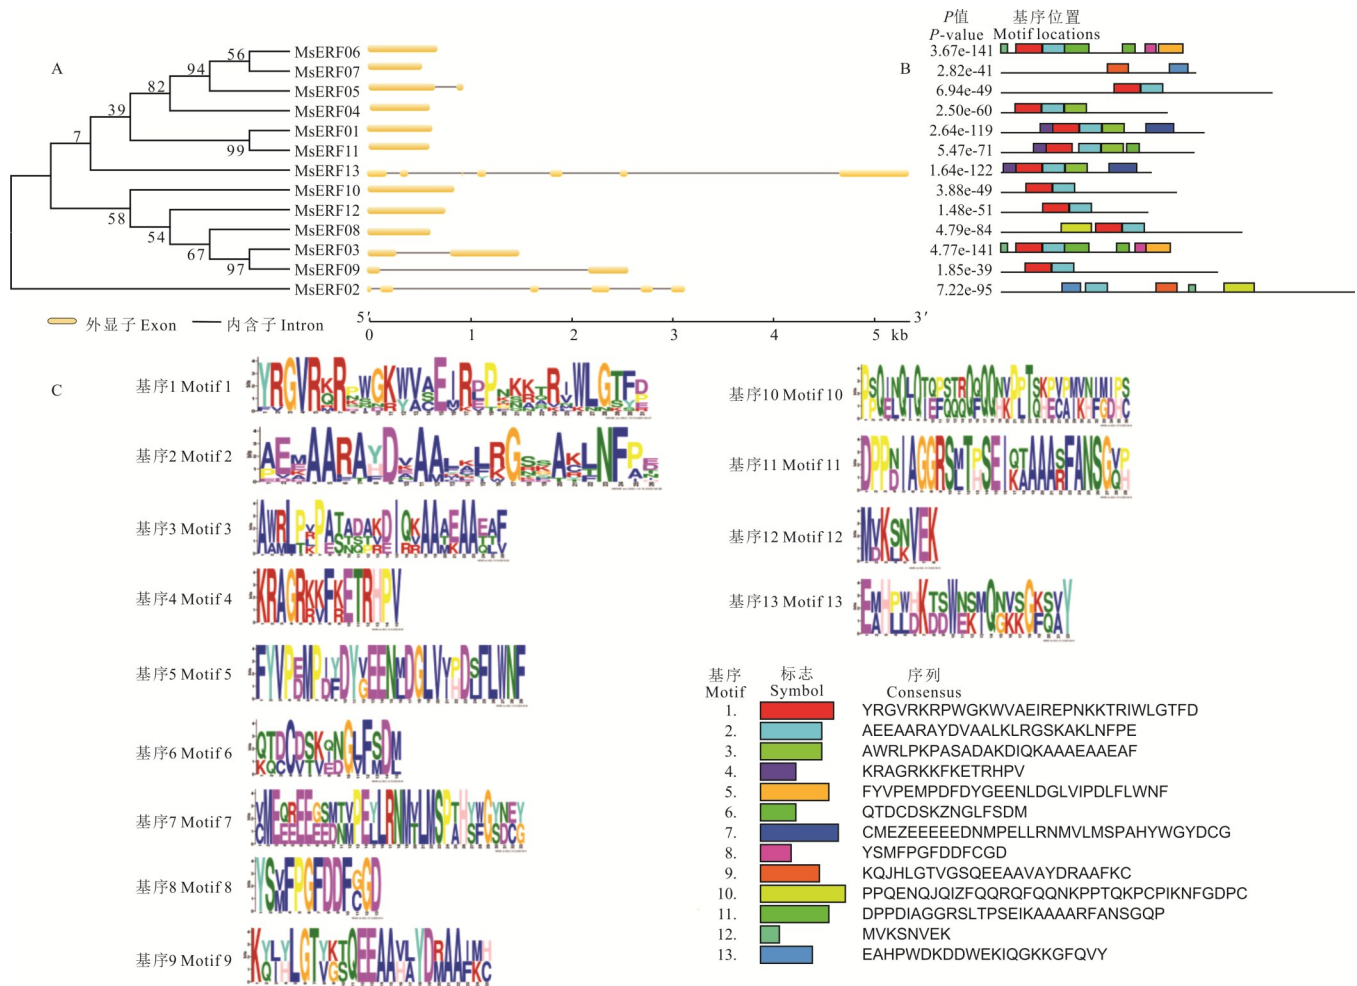 A
56
94
82
39
7
99
58
54
67
97
MsERF06
MsERF07
MsERF05
MsERF04
MsERF01
MsERF11
MsERF13
MsERF10
MsERF12
MsERF08
MsERF03
MsERF09
MsERF02
外显子 Exon
内含子 Intron
5′ 3′
0 1 2 3 4 5 kb
B
P值 基序位置
P-value Motif locations
3.67e-141
2.82e-41
6.94e-49
2.50e-60
2.64e-119
5.47e-71
1.64e-122
3.88e-49
1.48e-51
4.79e-84
4.77e-141
1.85e-39
7.22e-95
C
基序1 Motif 1
基序2 Motif 2
基序3 Motif 3
基序4 Motif 4
基序5 Motif 5
基序6 Motif 6
基序7 Motif 7
基序8 Motif 8
基序9 Motif 9
基序10 Motif 10
基序11 Motif 11
基序12 Motif 12
基序13 Motif 13
基序 标志 序列
Motif Symbol Consensus
1. YRGVRKRPWGKWVAEIREPNKKTRIWLGTFD
2. AEEAARAYDVAALKLRGSKAKLNFPE
3. AWRLPKPASADAKDIQKAAAEAAEAF
4. KRAGRKKFKETRHPV
5. FYVPEMPDFDYGEENLDGLVIPDLFLWNF
6. QTDCDSKZNGLFSDM
7. CMEZEEEEEDNMPELLRNMVLMSPAHYWGYDCG
8. YSMFPGFDDFCGD
9. KQJHLGTVGSQEEAAVAYDRAAFKC
10. PPQENQJQIZFQQRQFQQNKPPTQKPCPIKNFGDPC
11. DPPDIAGGRSLTPSEIKAAAARFANSGQP
12. MVKSNVEK
13. EAHPWDKDDWEKIQGKKGFQVY